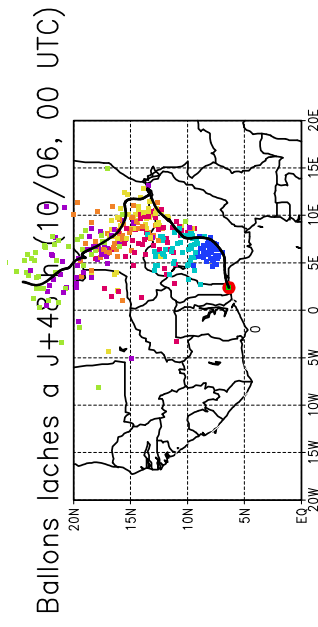 Ballons laches a J+48h (10/06, 00 UTC)
20N
15N
10N
5N
EQ
20W
15W
10W
5W
0
5E
10E
15E
20E
0